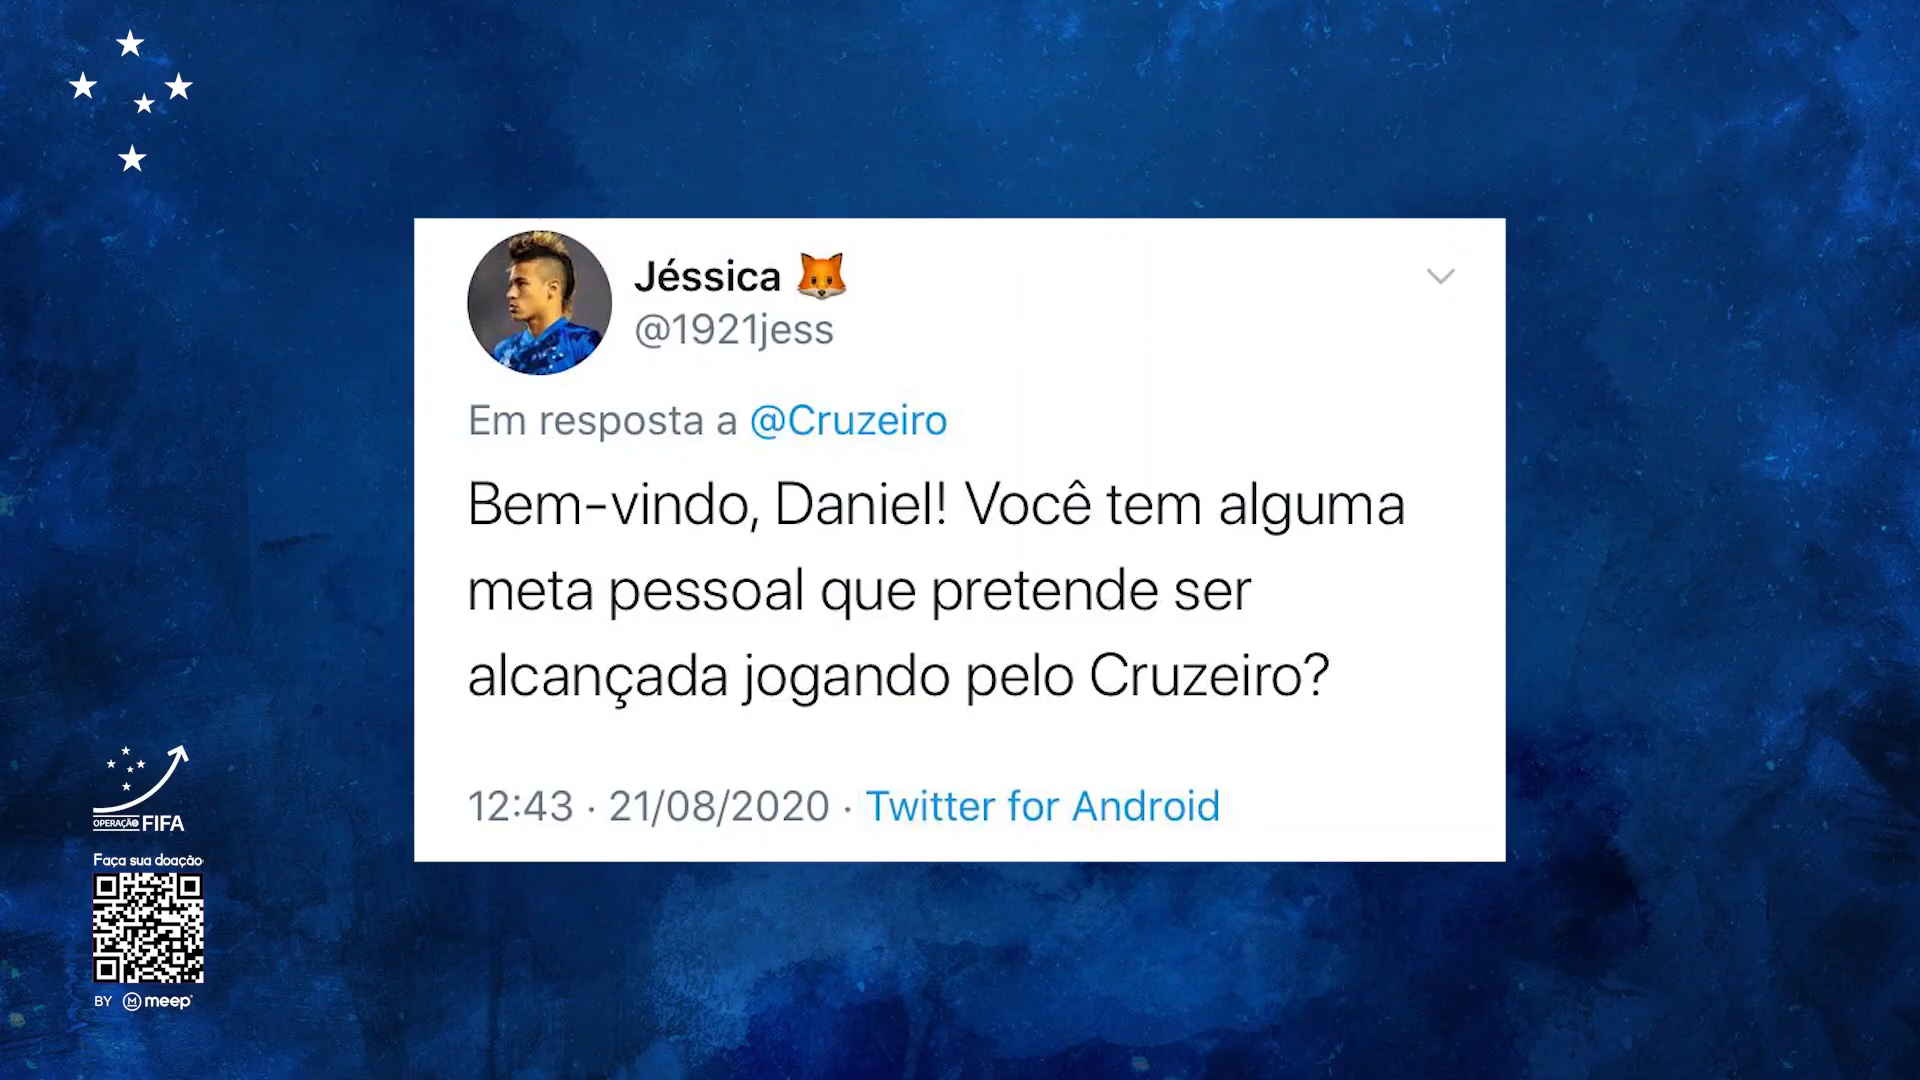 Jéssica 🦊
@1921jess
Em resposta a @Cruzeiro
Bem-vindo, Daniel! Você tem alguma
meta pessoal que pretende ser
alcançada jogando pelo Cruzeiro?
12:43 · 21/08/2020 · Twitter for Android
OPERAÇÃO FIFA
Faça sua doação
BY meep